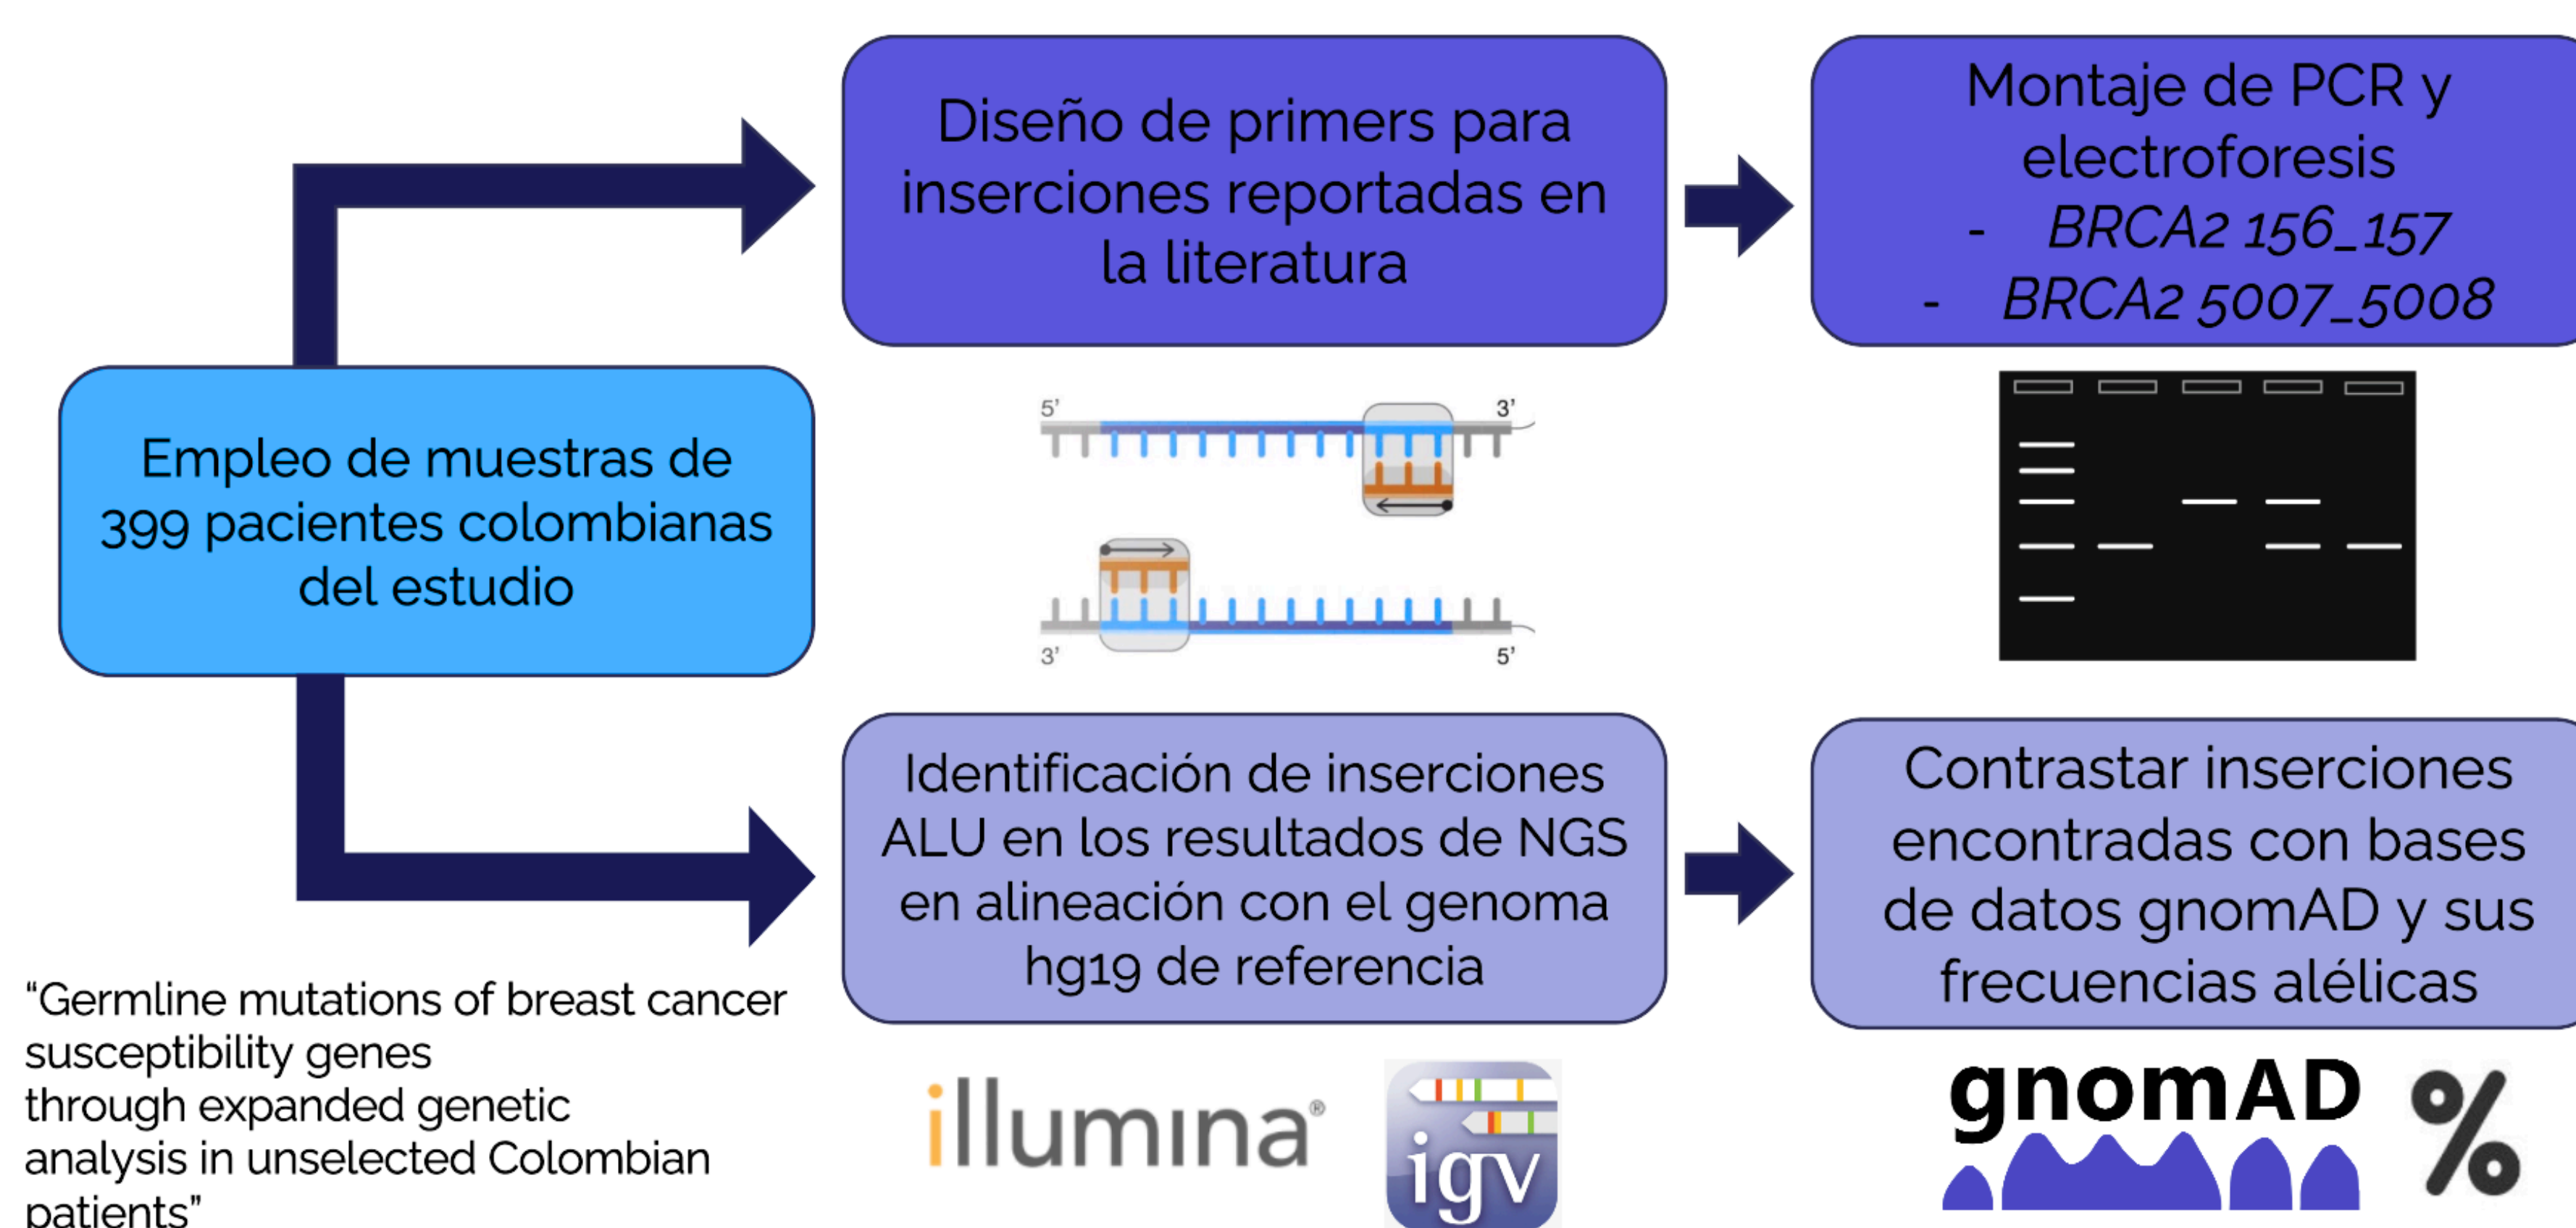 Diseño de primers para
inserciones reportadas en
la literatura
Montaje de PCR y
electroforesis
- BRCA2 156_157
- BRCA2 5007_5008
Empleo de muestras de
399 pacientes colombianas
del estudio
5' 3'
3' 5'
Identificación de inserciones
ALU en los resultados de NGS
en alineación con el genoma
hg19 de referencia
Contrastar inserciones
encontradas con bases
de datos gnomAD y sus
frecuencias alélicas
“Germline mutations of breast cancer
susceptibility genes
through expanded genetic
analysis in unselected Colombian
patients”
illumina®
igv
gnomAD
%